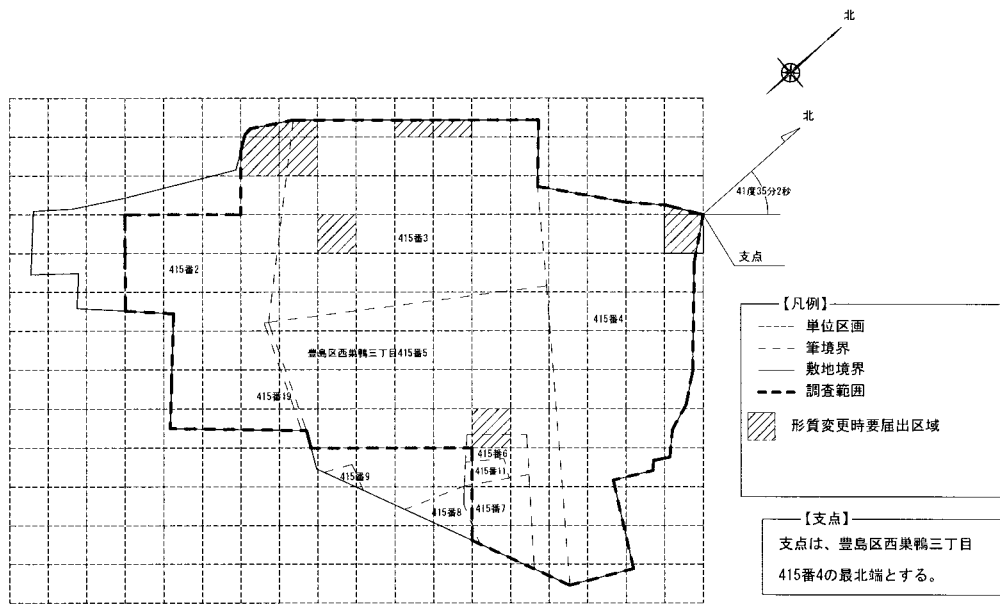 北
北
41度35分2秒
支点
415番3
415番2
415番4
豊島区西巣鴨三丁目415番5
415番19
415番6
415番11
415番9
415番8
415番7
【凡例】
単位区画
筆境界
敷地境界
調査範囲
形質変更時要届出区域
【支点】
支点は、豊島区西巣鴨三丁目
415番4の最北端とする。